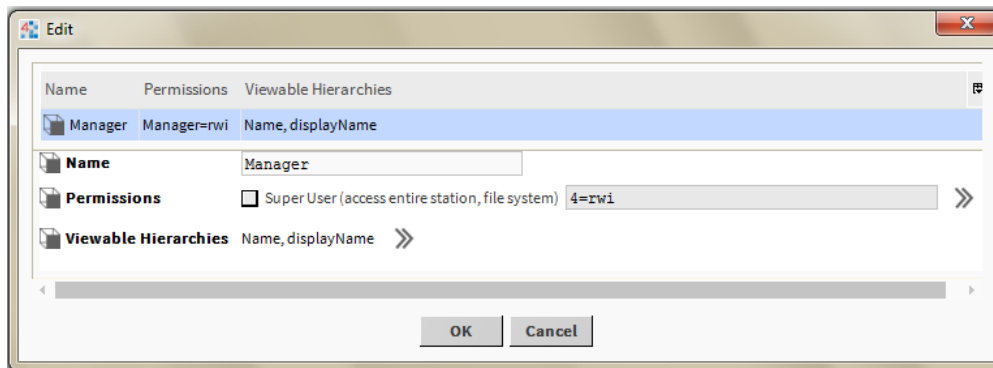 Edit
Name Permissions Viewable Hierarchies
Manager Manager=rwi Name, displayName
Name Manager
Permissions Super User (access entire station, file system) 4=rwi
Viewable Hierarchies Name, displayName
OK Cancel